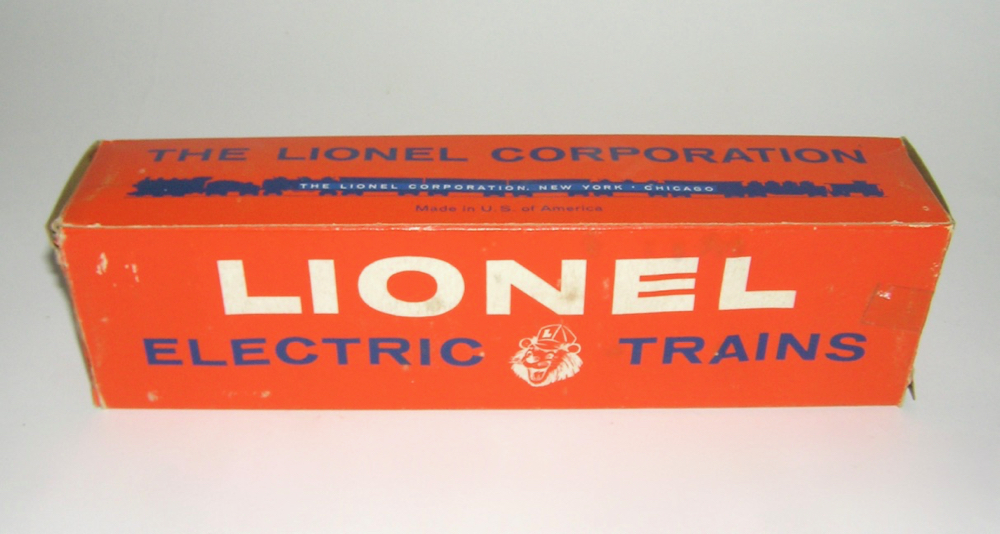 THE LIONEL CORPORATION
THE LIONEL CORPORATION, NEW YORK • CHICAGO
Made in U.S. of America
LIONEL
ELECTRIC TRAINS
L